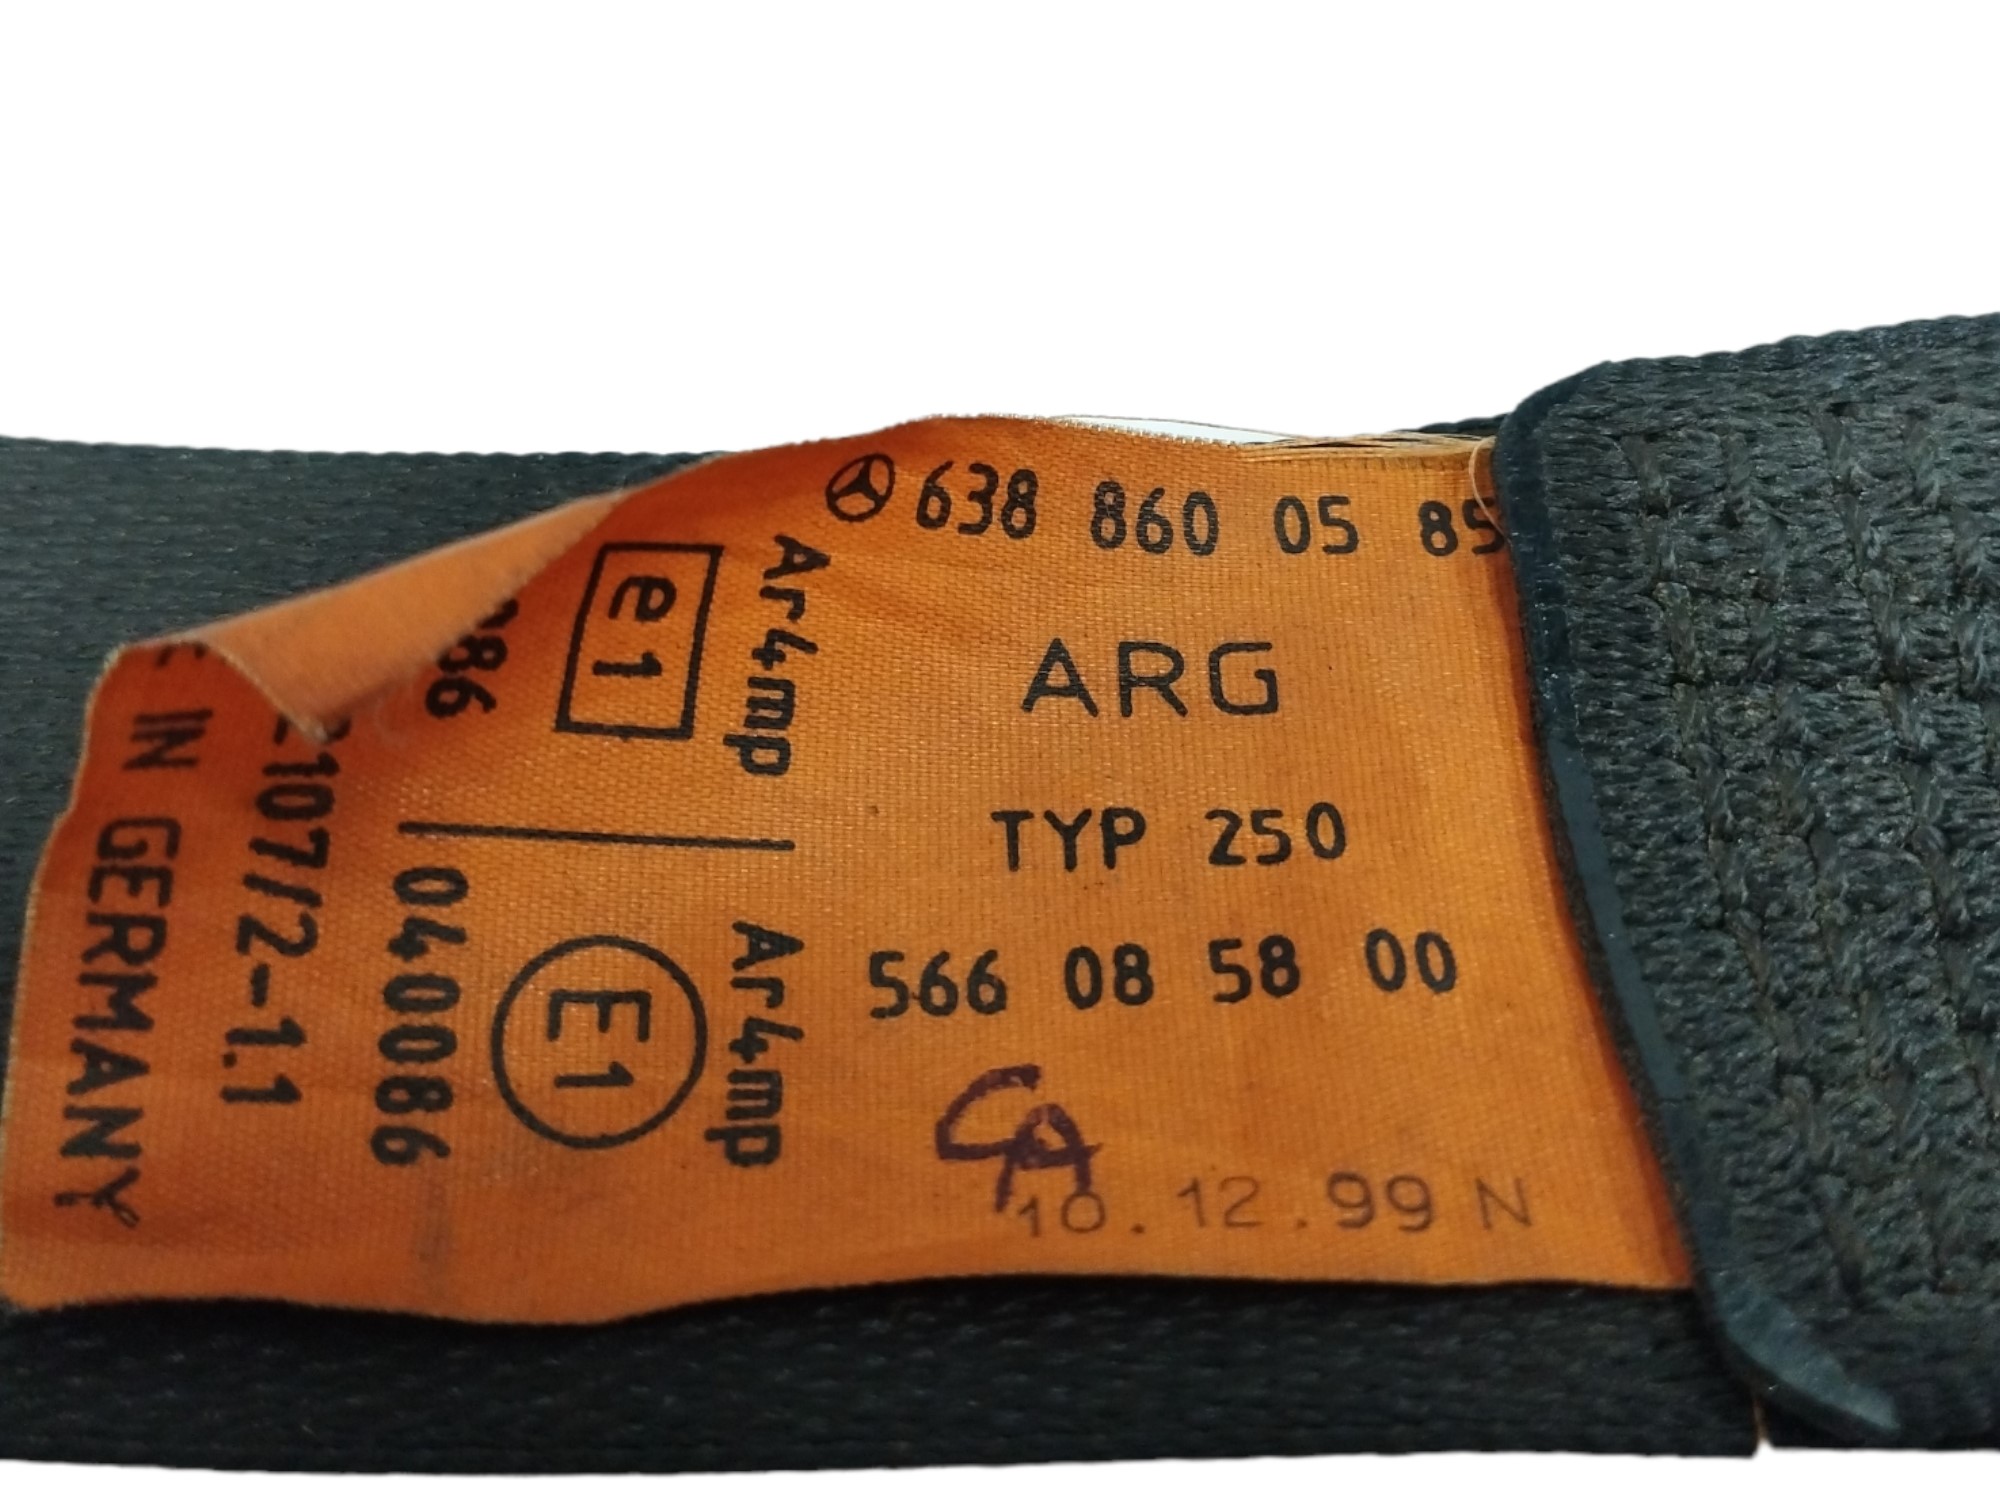 638 860 05 85
ARG
TYP 250
566 08 58 00
CA
10.12.99 N
Ar4mp
e1
Ar4mp
E1
040086
107/2-1.1
IN GERMANY